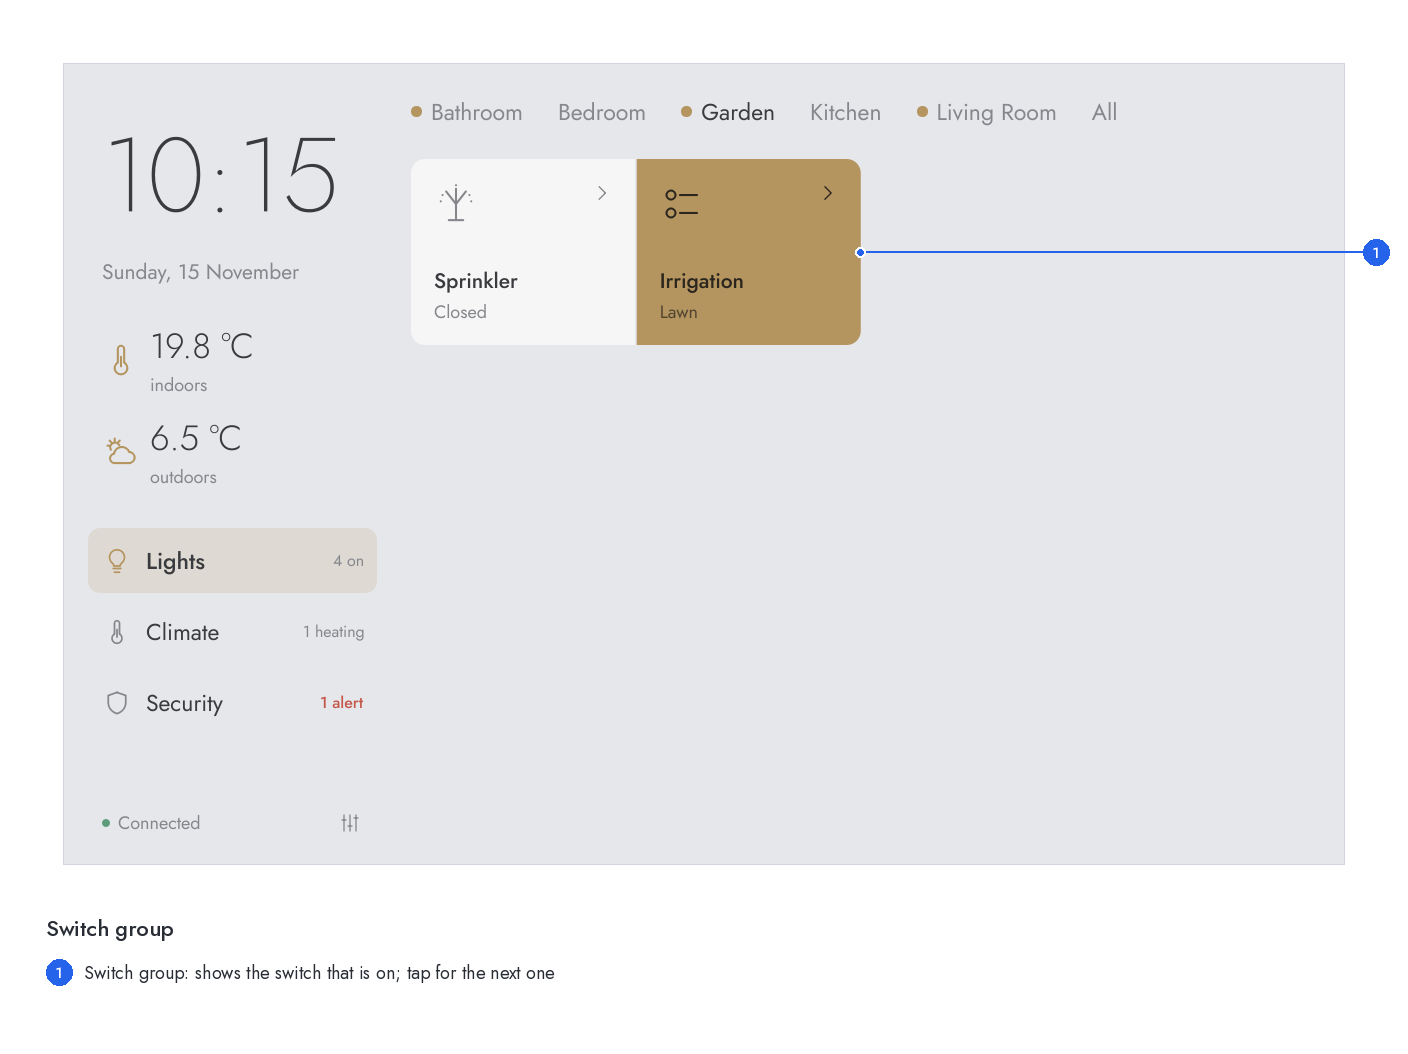 10:15
Sunday, 15 November
19.8 °C
indoors
6.5 °C
outdoors
Lights 4 on
Climate 1 heating
Security 1 alert
Connected
Bathroom Bedroom Garden Kitchen Living Room All
Sprinkler
Closed
Irrigation
Lawn
1
Switch group
1 Switch group: shows the switch that is on; tap for the next one